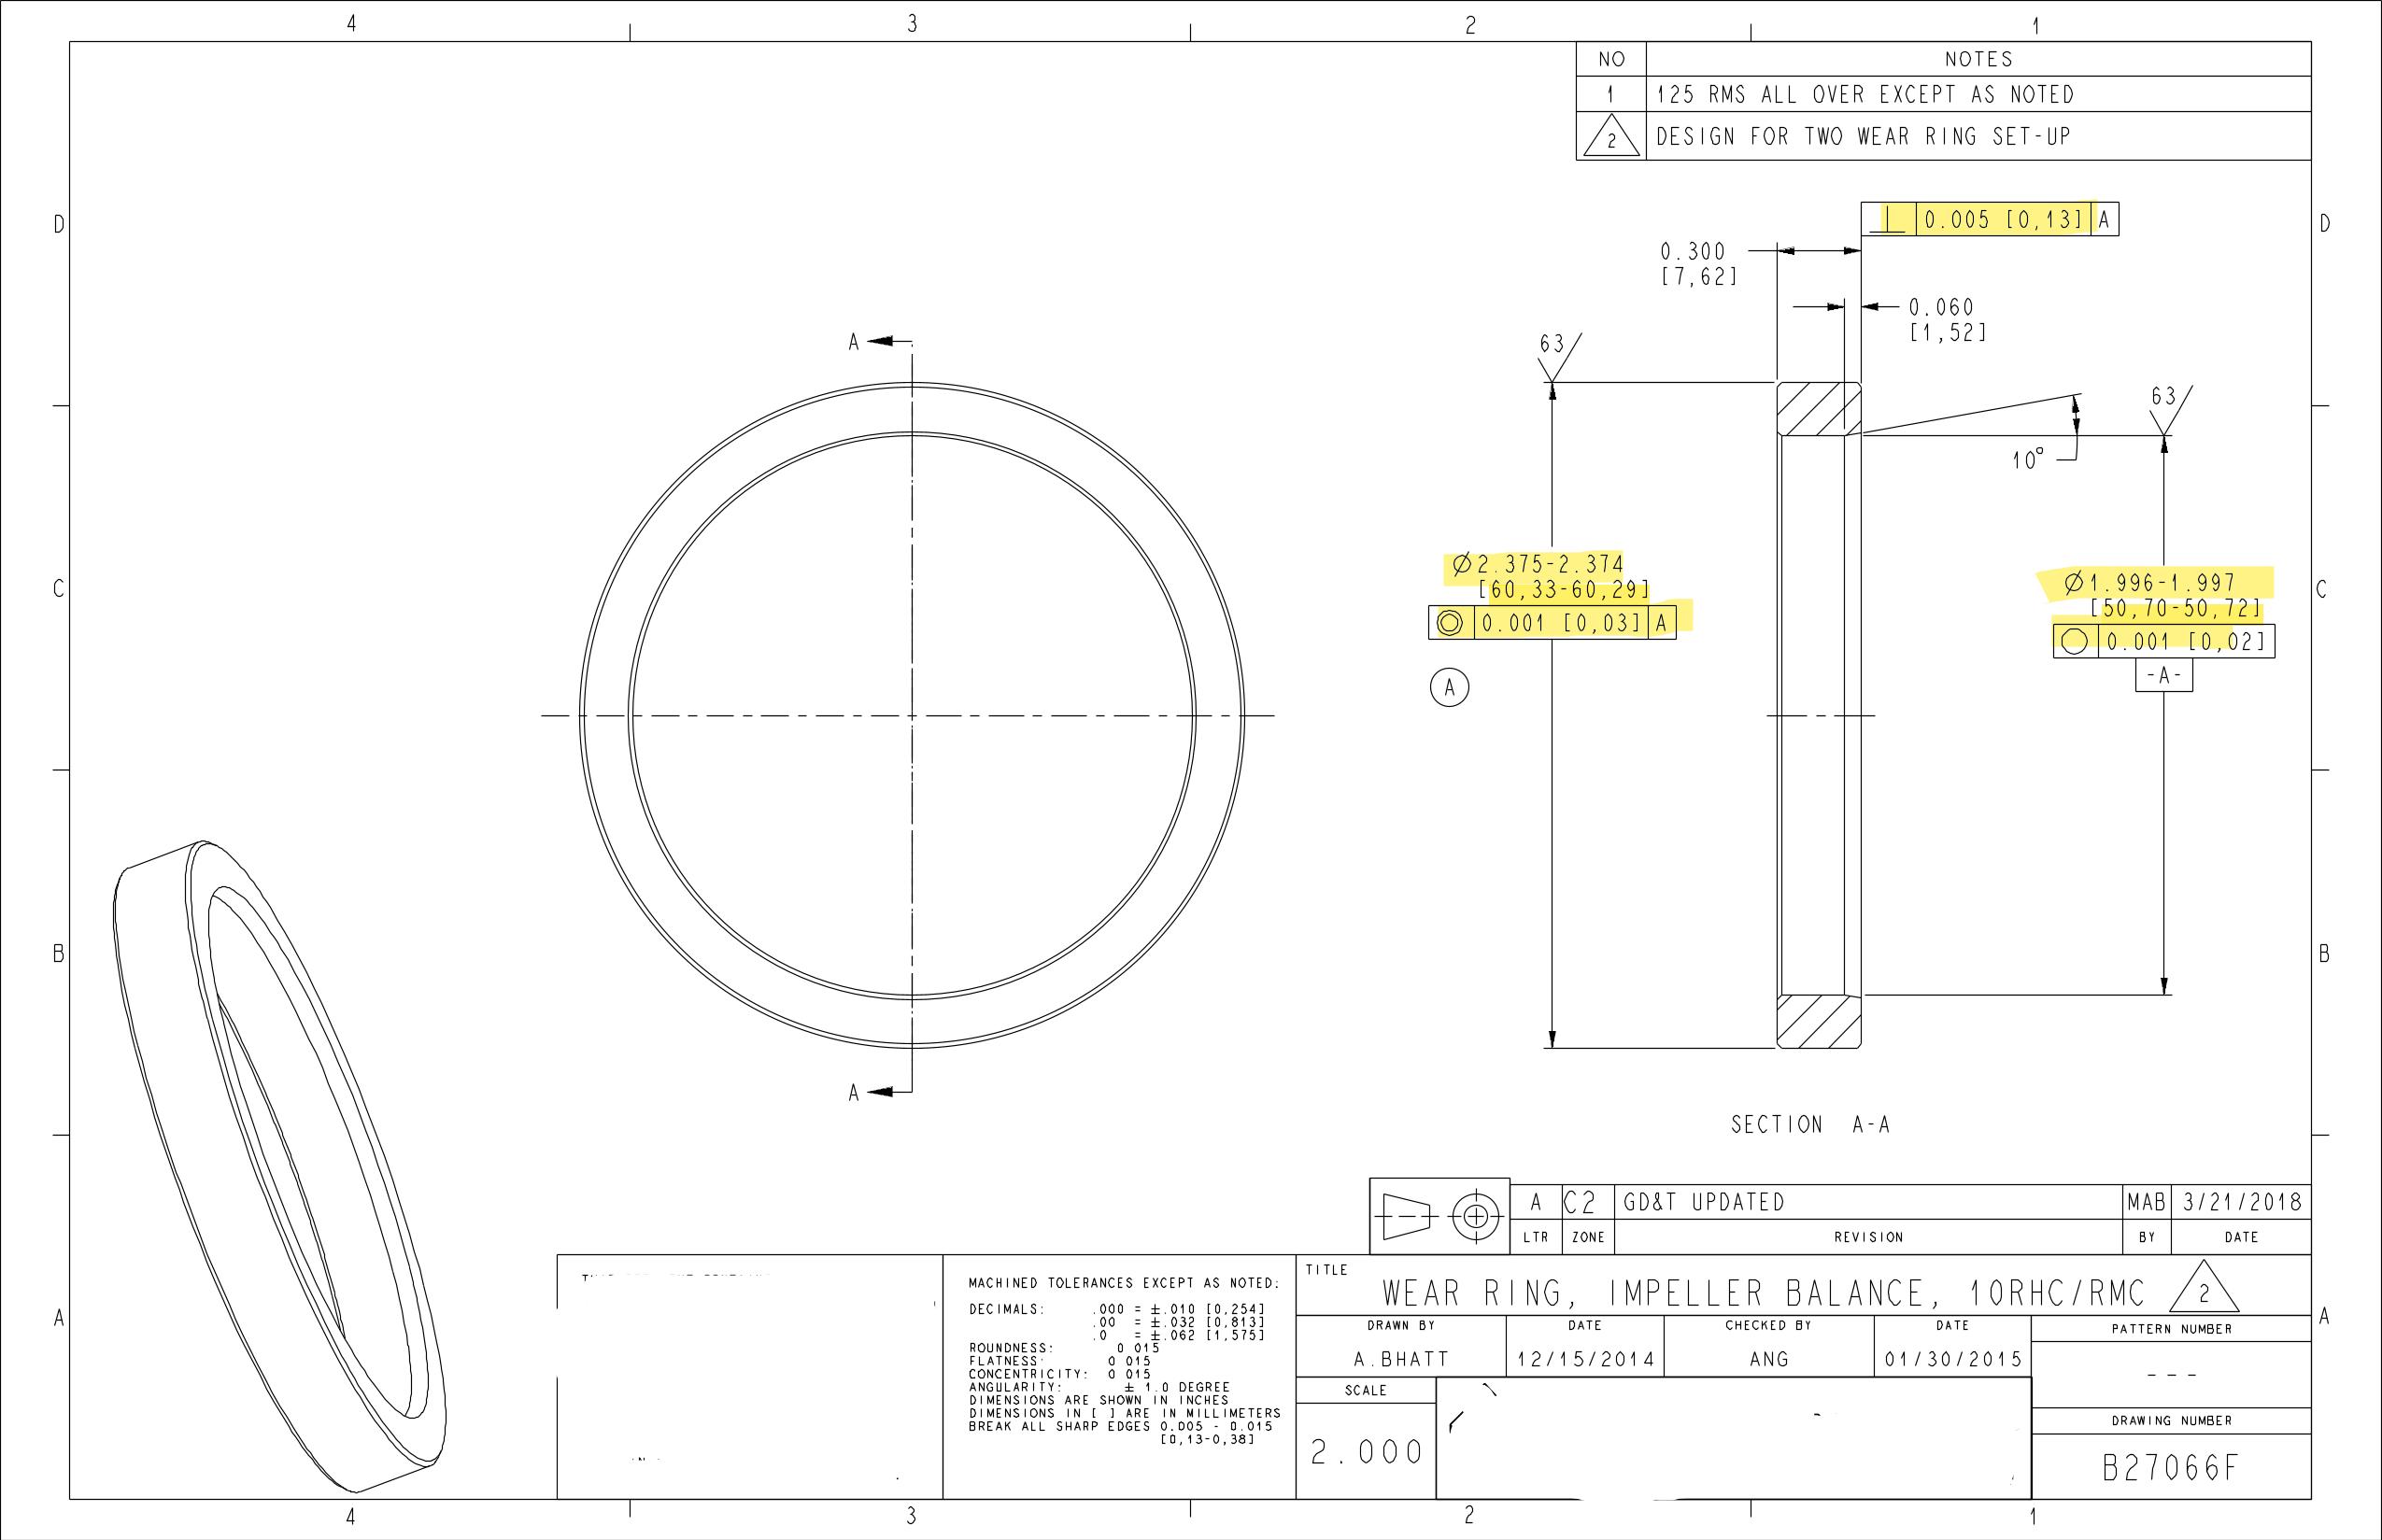 4 3 2 1
NO NOTES
1 125 RMS ALL OVER EXCEPT AS NOTED
2 DESIGN FOR TWO WEAR RING SET-UP
D D
0.005 [0,13] A
0.300
[7,62]
0.060
[1,52]
A
63
63
10°
Ø2.375-2.374
[60,33-60,29]
0.001 [0,03] A
A
Ø1.996-1.997
[50,70-50,72]
0.001 [0,02]
-A-
C C
B B
A
SECTION A-A
A C2 GD&T UPDATED MAB 3/21/2018
LTR ZONE REVISION BY DATE
A A
MACHINED TOLERANCES EXCEPT AS NOTED:
DECIMALS: .000 = ±.010 [0,254]
.00 = ±.032 [0,813]
.0 = ±.062 [1,575]
ROUNDNESS: 0 015
FLATNESS: 0 015
CONCENTRICITY: 0 015
ANGULARITY: ± 1.0 DEGREE
DIMENSIONS ARE SHOWN IN INCHES
DIMENSIONS IN [ ] ARE IN MILLIMETERS
BREAK ALL SHARP EDGES 0.005 - 0.015
[0,13-0,38]
TITLE
WEAR RING, IMPELLER BALANCE, 10RHC/RMC 2
DRAWN BY DATE CHECKED BY DATE
A.BHATT 12/15/2014 ANG 01/30/2015
PATTERN NUMBER
---
SCALE
2.000
DRAWING NUMBER
B27066F
4 3 2 1